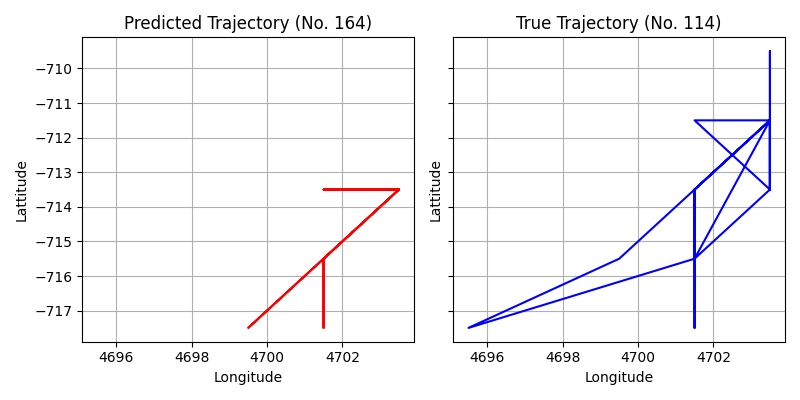 Predicted Trajectory (No. 164)
Lattitude
−710
−711
−712
−713
−714
−715
−716
−717
4696
4698
4700
4702
Longitude
True Trajectory (No. 114)
Lattitude
4696
4698
4700
4702
Longitude